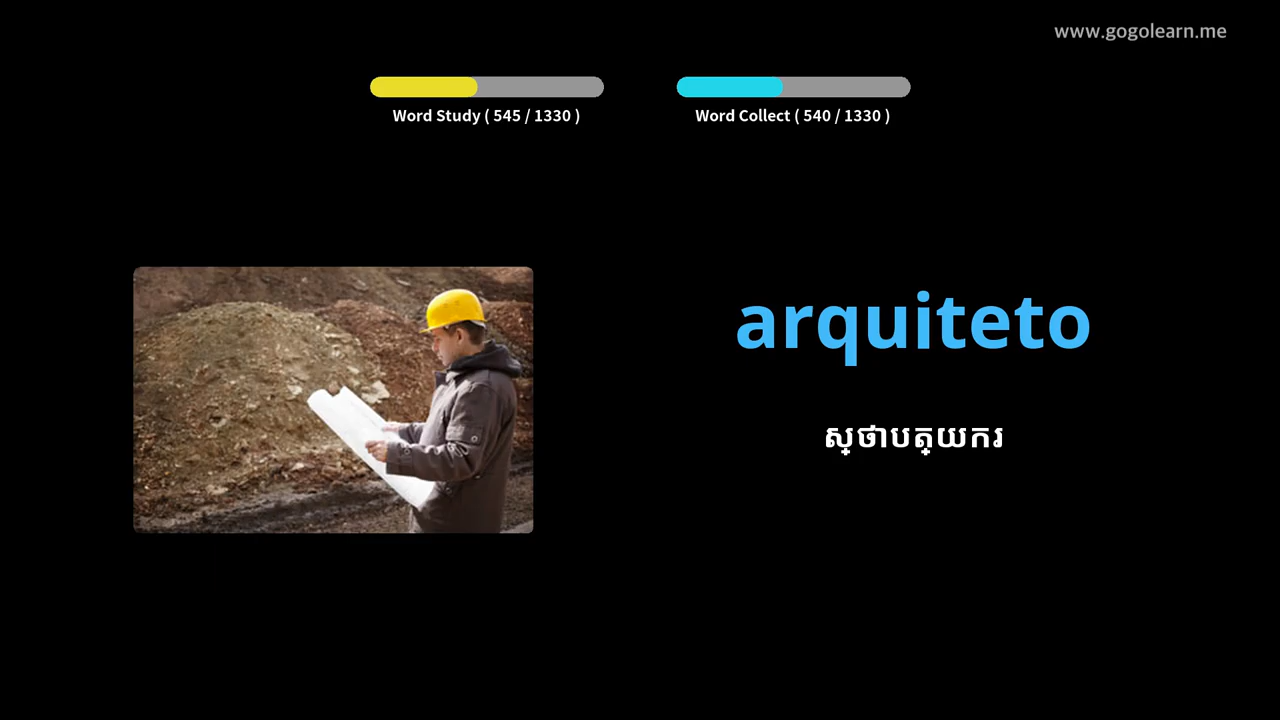 www.gogolearn.me
Word Study ( 545 / 1330 )
Word Collect ( 540 / 1330 )
arquiteto
ស្ថាបត្យករ